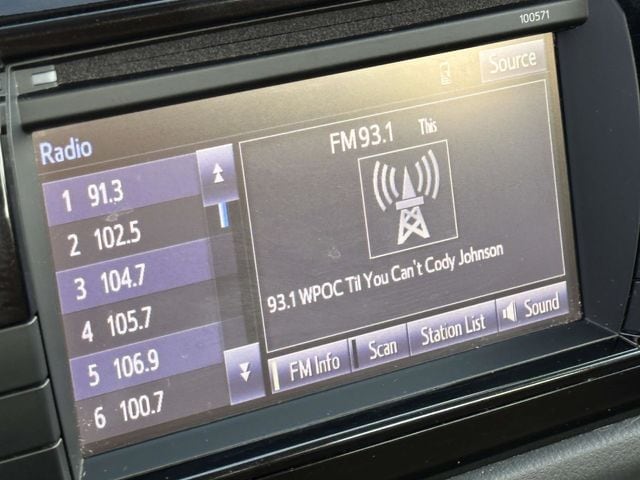 100571
Source
Radio
FM 93.1 This
1 91.3
2 102.5
3 104.7
4 105.7
5 106.9
6 100.7
93.1 WPOC Til You Can't Cody Johnson
FM Info
Scan
Station List
Sound